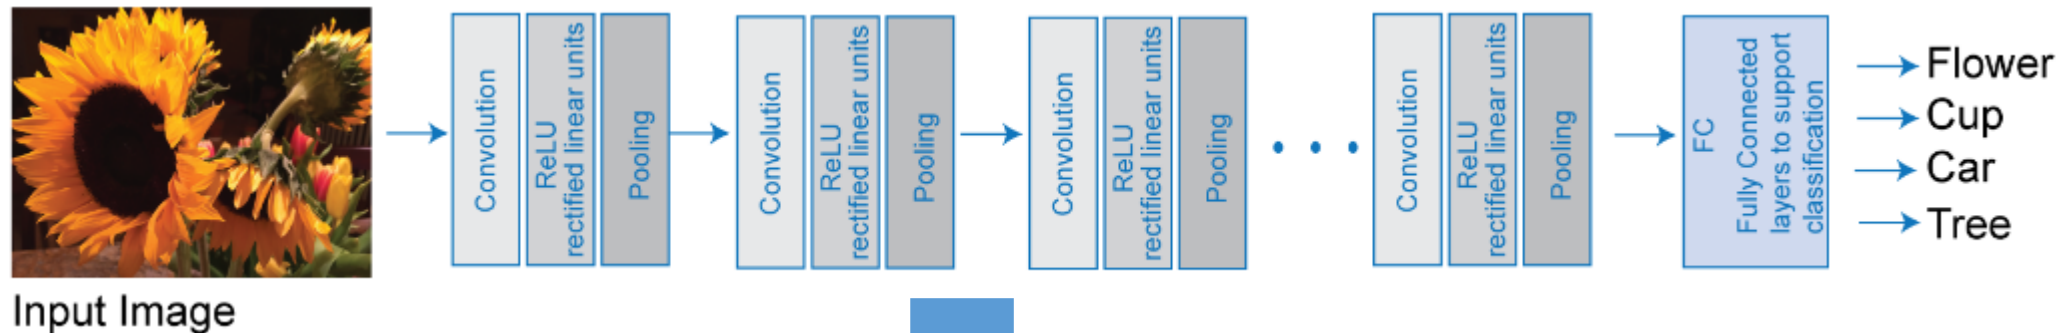 Input Image
Convolution
ReLU
rectified linear units
Pooling
Convolution
ReLU
rectified linear units
Pooling
Convolution
ReLU
rectified linear units
Pooling
. . .
Convolution
ReLU
rectified linear units
Pooling
FC
Fully Connected
layers to support
classification
Flower
Cup
Car
Tree